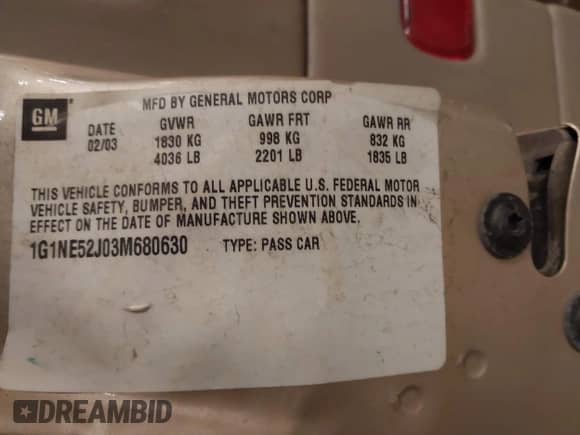 GM
MFD BY GENERAL MOTORS CORP
DATE GVWR GAWR FRT GAWR RR
02/03 1830 KG 998 KG 832 KG
4036 LB 2201 LB 1835 LB
THIS VEHICLE CONFORMS TO ALL APPLICABLE U.S. FEDERAL MOTOR
VEHICLE SAFETY, BUMPER, AND THEFT PREVENTION STANDARDS IN
EFFECT ON THE DATE OF MANUFACTURE SHOWN ABOVE.
1G1NE52J03M680630 TYPE: PASS CAR
DREAMBID